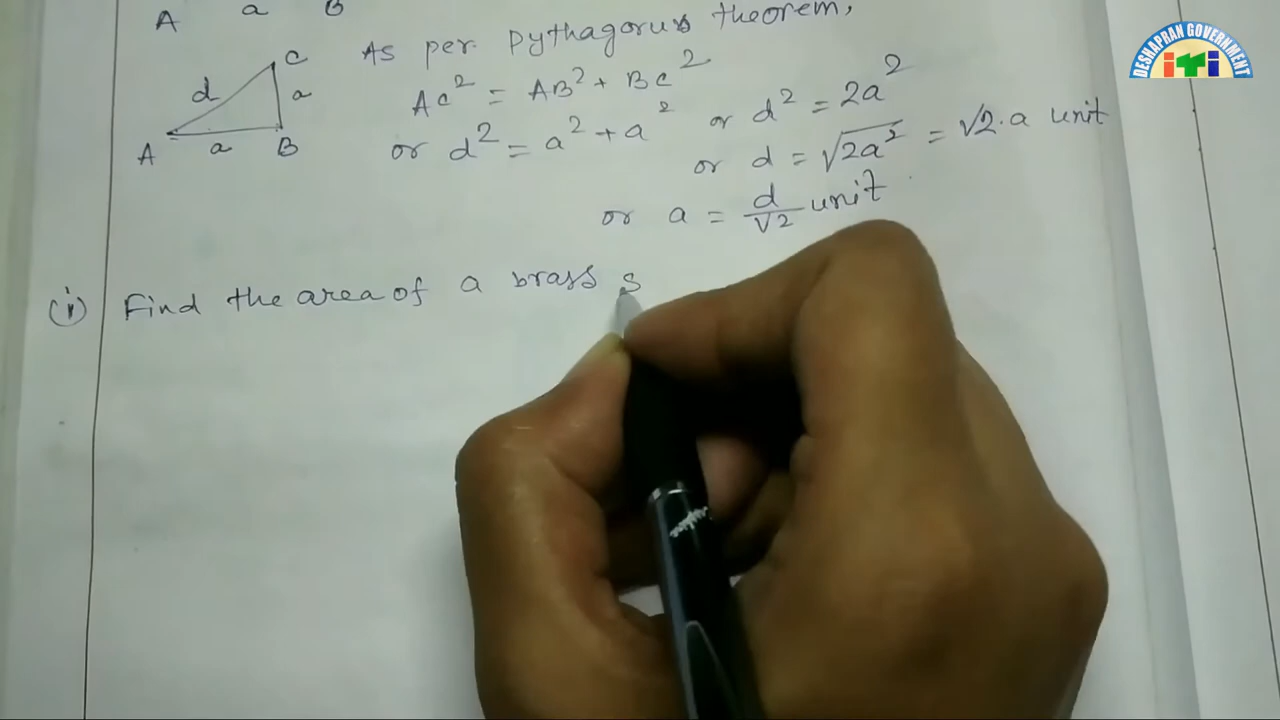 A a B
C
d a
A a B
As per pythagorus theorem,
AC² = AB² + BC²
or d² = a² + a² or d² = 2a²
or d = √2a² = √2·a unit
or a = d/√2 unit
(i) Find the area of a brass s
DESHAPRAN GOVERNMENT
iTi